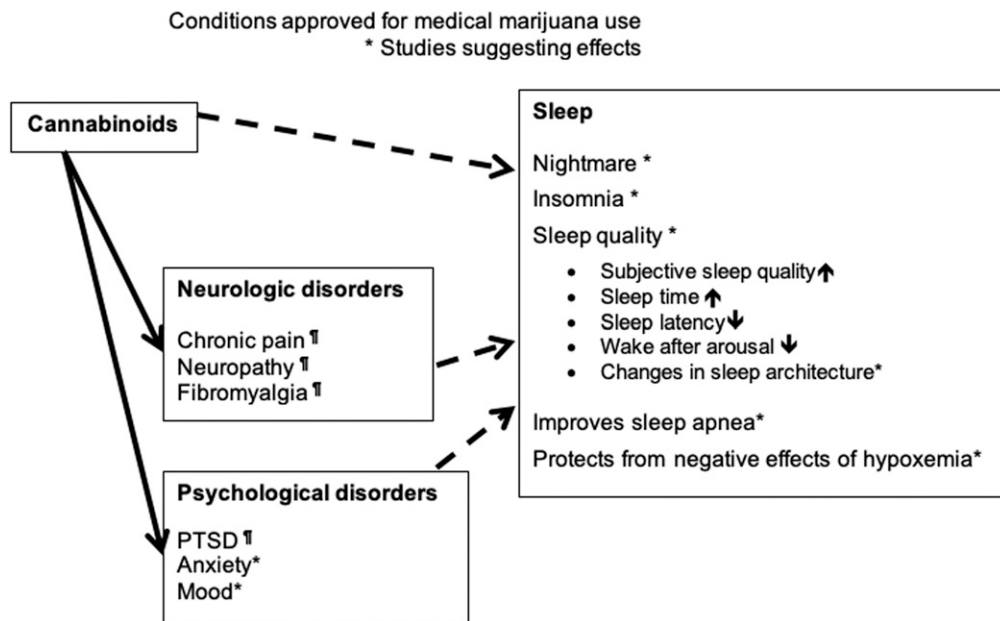 Conditions approved for medical marijuana use
* Studies suggesting effects
Cannabinoids
Neurologic disorders
Chronic pain ¶
Neuropathy ¶
Fibromyalgia ¶
Psychological disorders
PTSD ¶
Anxiety*
Mood*
Sleep
Nightmare *
Insomnia *
Sleep quality *
• Subjective sleep quality ↑
• Sleep time ↑
• Sleep latency ↓
• Wake after arousal ↓
• Changes in sleep architecture*
Improves sleep apnea*
Protects from negative effects of hypoxemia*